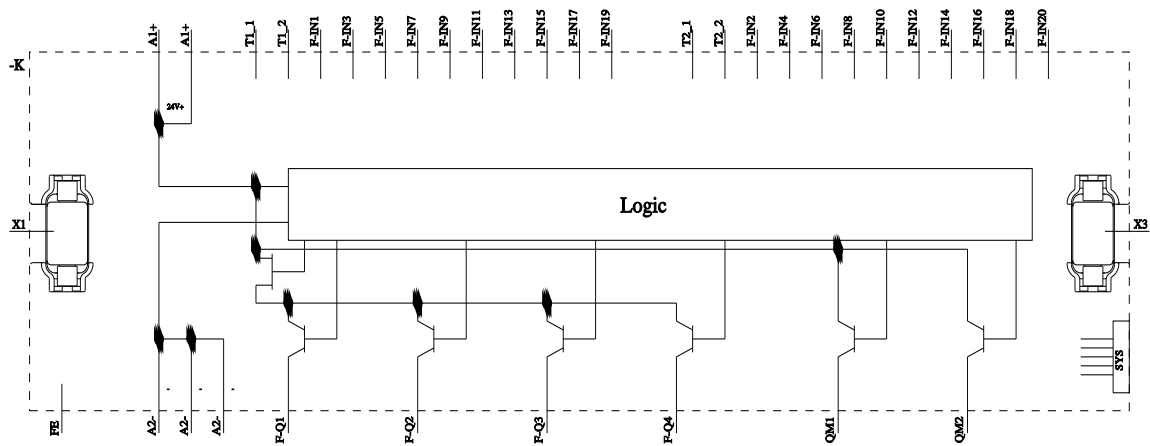 A1+
A1+
T1_1
T1_2
F-IN1
F-IN3
F-IN5
F-IN7
F-IN9
F-IN11
F-IN13
F-IN15
F-IN17
F-IN19
T2_1
T2_2
F-IN2
F-IN4
F-IN6
F-IN8
F-IN10
F-IN12
F-IN14
F-IN16
F-IN18
F-IN20
-K
24V+
Logic
X1
X3
SYS
- - -
FE
A2-
A2-
A2-
F-Q1
F-Q2
F-Q3
F-Q4
QM1
QM2